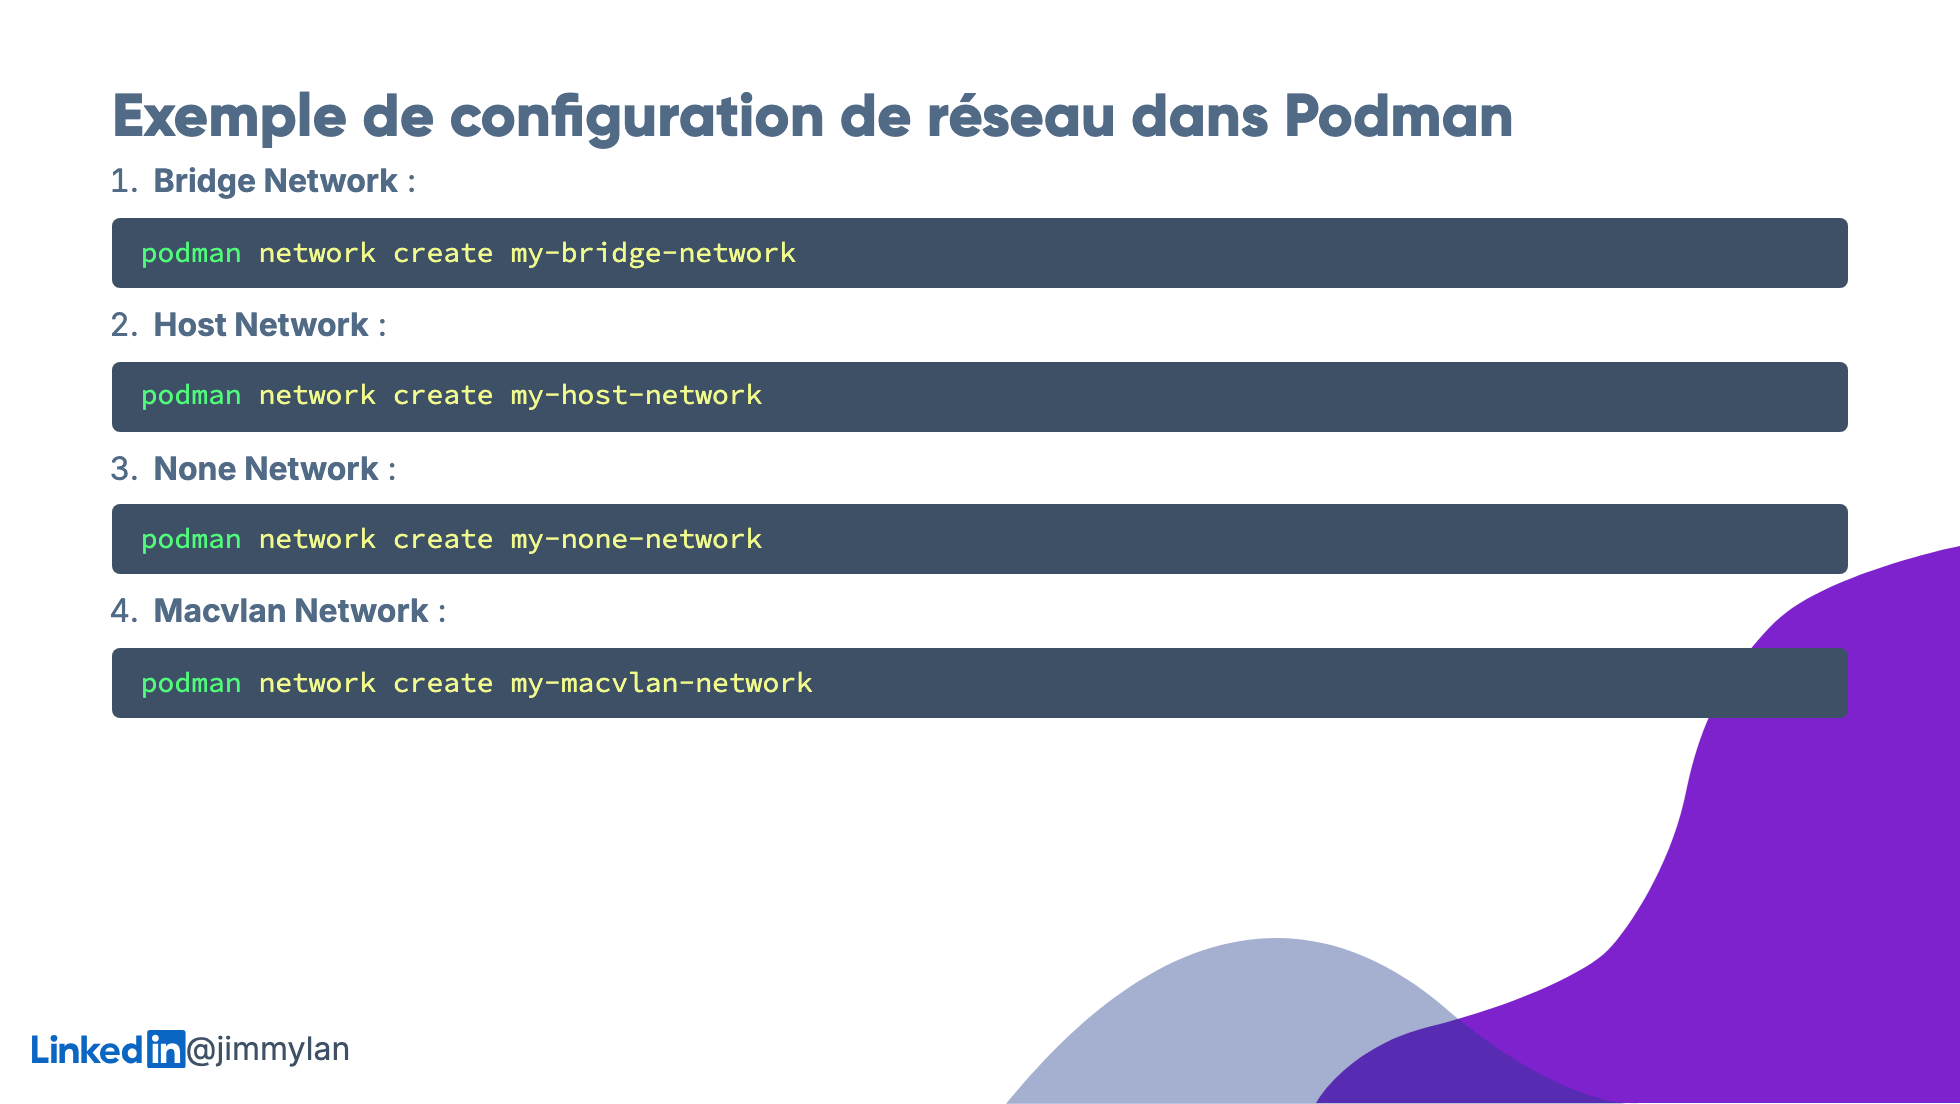 Exemple de configuration de réseau dans Podman
1. Bridge Network :
podman network create my-bridge-network
2. Host Network :
podman network create my-host-network
3. None Network :
podman network create my-none-network
4. Macvlan Network :
podman network create my-macvlan-network
LinkedIn@jimmylan